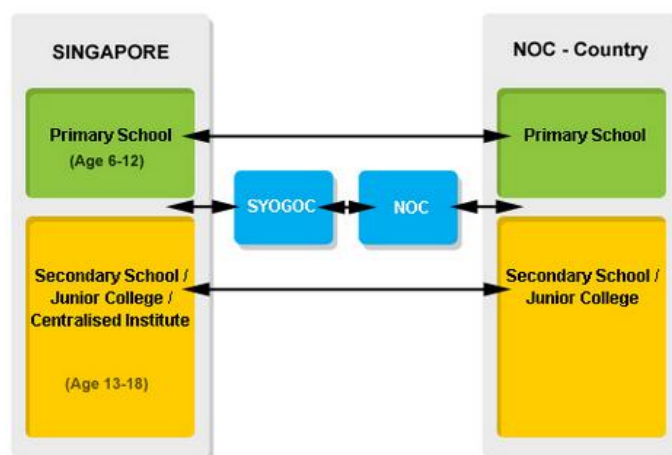 SINGAPORE
NOC - Country
Primary School
(Age 6-12)
Primary School
SYOGOC
NOC
Secondary School /
Junior College /
Centralised Institute
(Age 13-18)
Secondary School /
Junior College